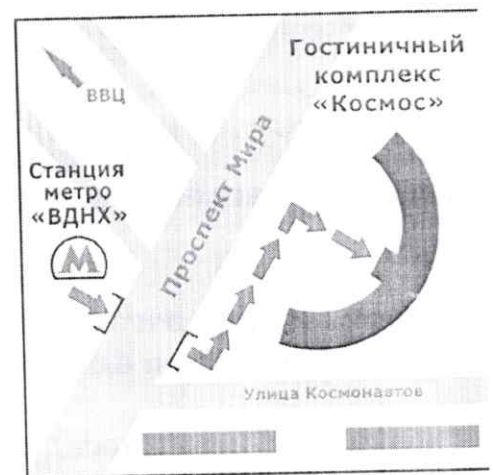 Гостиничный
комплекс
«Космос»
ВВЦ
Станция
метро
«ВДНХ»
М
Проспект Мира
Улица Космонавтов